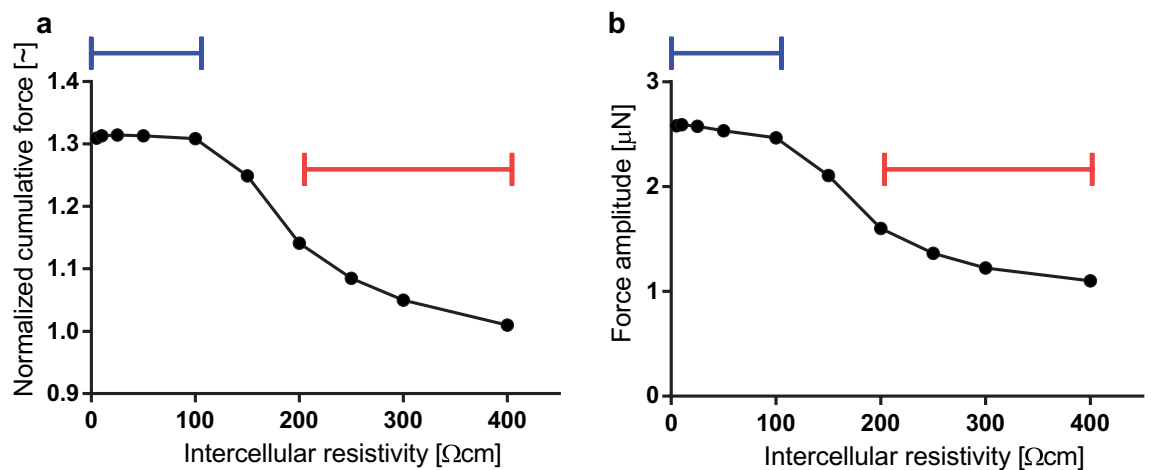 a
Normalized cumulative force [~]
1.4
1.3
1.2
1.1
1.0
0.9
0 100 200 300 400
Intercellular resistivity [Ωcm]
b
Force amplitude [µN]
3
2
1
0
0 100 200 300 400
Intercellular resistivity [Ωcm]